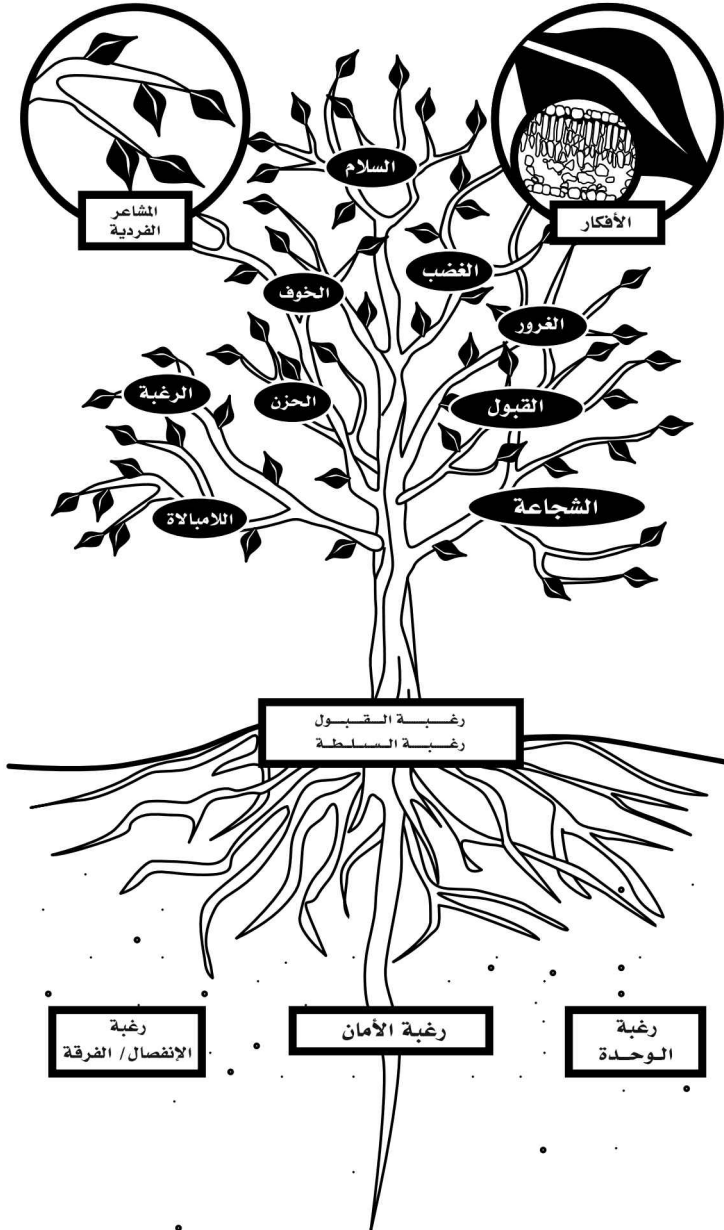 السلام
المشاعر
الفردية
الأفكار
الغضب
الخوف
الغرور
الرغبة
الحزن
القبول
الشجاعة
اللامبالاة
رغبة القبول
رغبة السلطة
رغبة
الوحدة
رغبة الأمان
رغبة
الإنفصال/ الفرقة